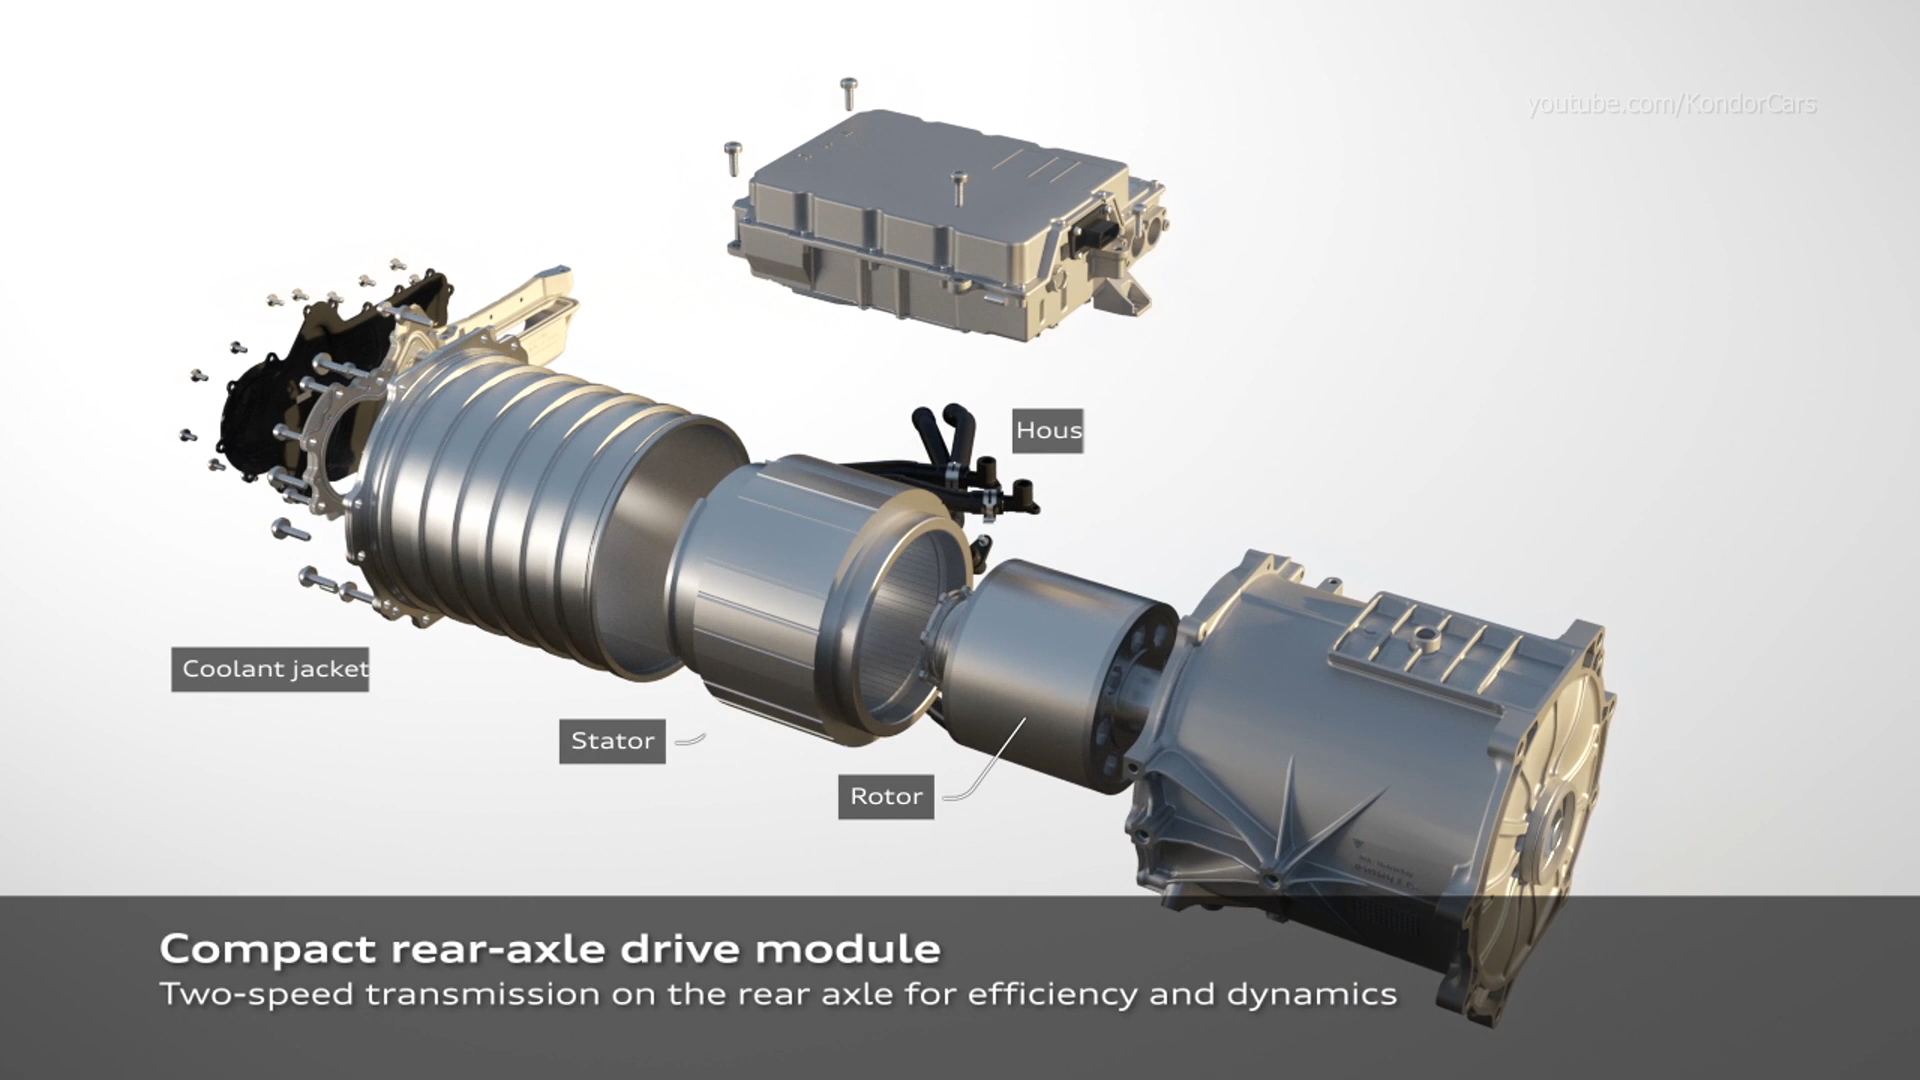 youtube.com/KondorCars
Hous
Coolant jacket
Stator
Rotor
Compact rear-axle drive module
Two-speed transmission on the rear axle for efficiency and dynamics